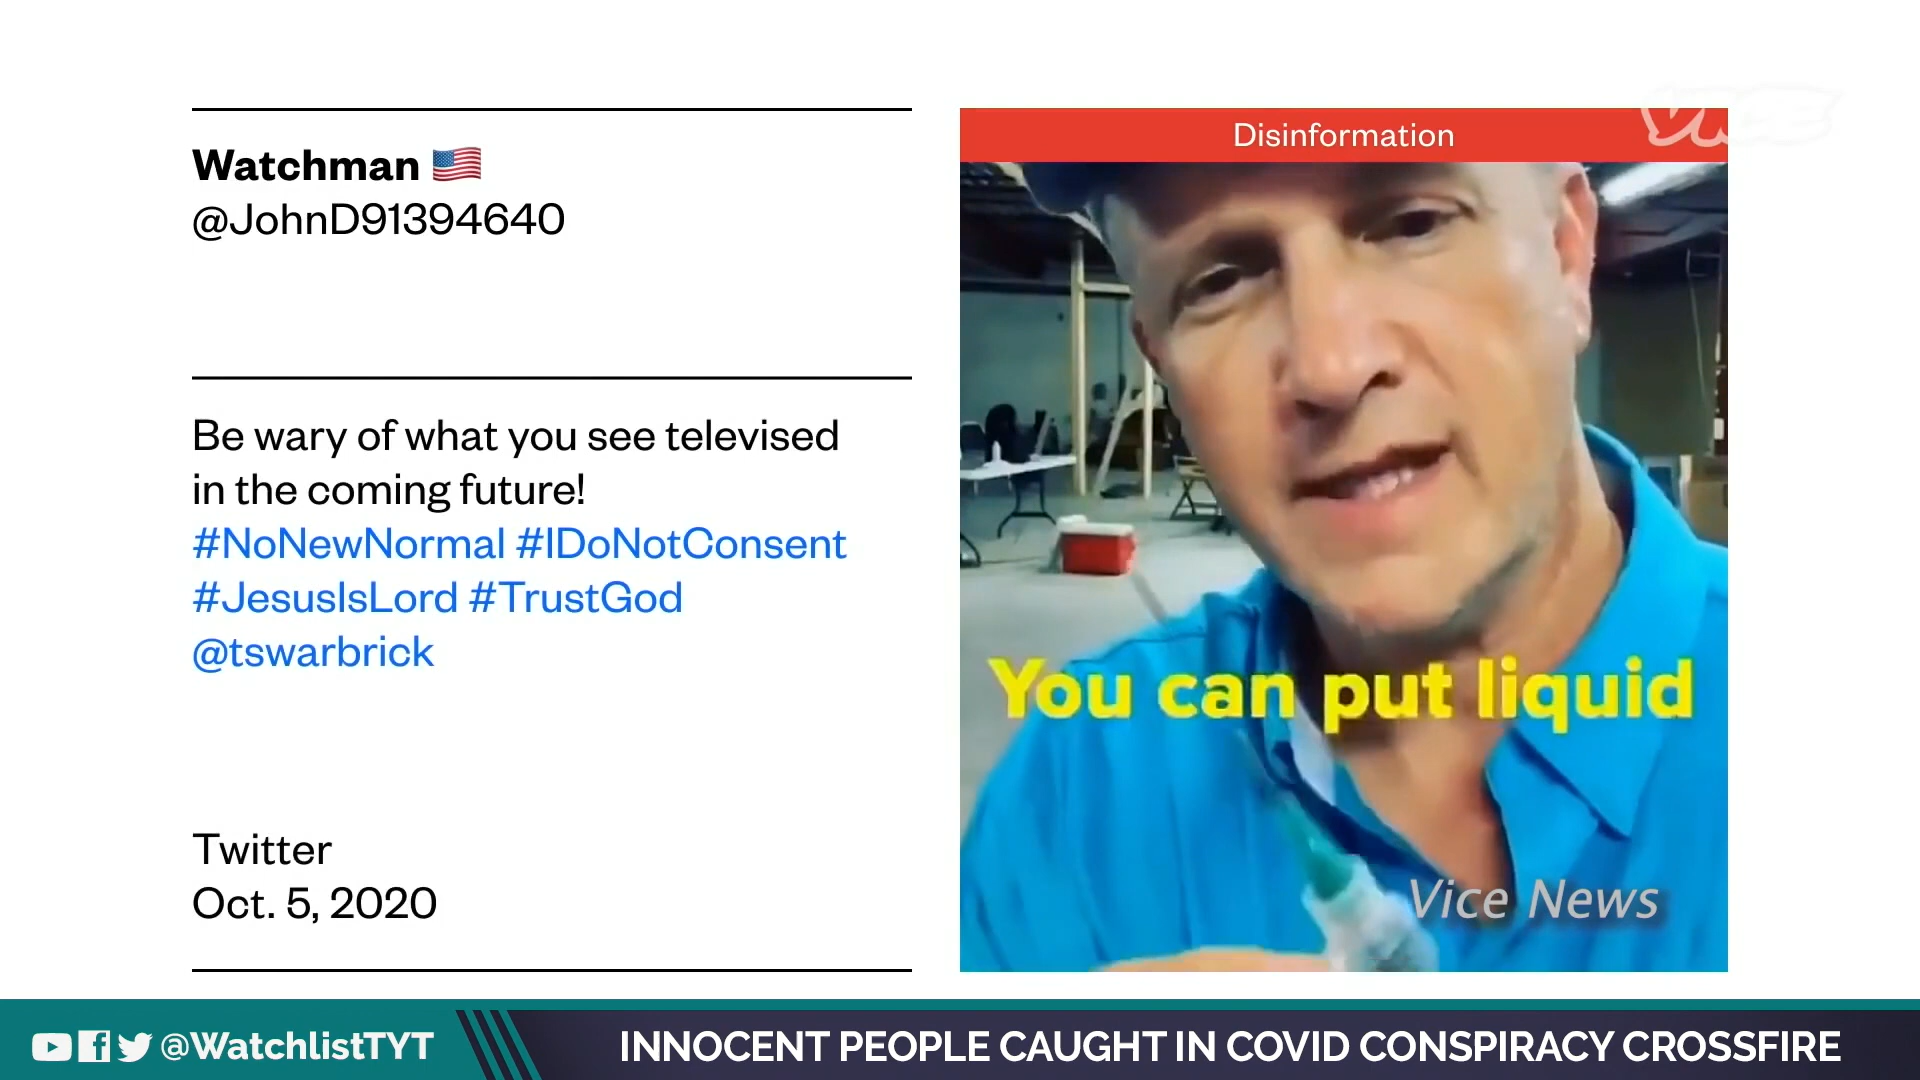 Watchman 🇺🇸
@JohnD91394640
Be wary of what you see televised
in the coming future!
#NoNewNormal #IDoNotConsent
#JesusIsLord #TrustGod
@tswarbrick
Twitter
Oct. 5, 2020
Disinformation
VICE
You can put liquid
Vice News
@WatchlistTYT
INNOCENT PEOPLE CAUGHT IN COVID CONSPIRACY CROSSFIRE